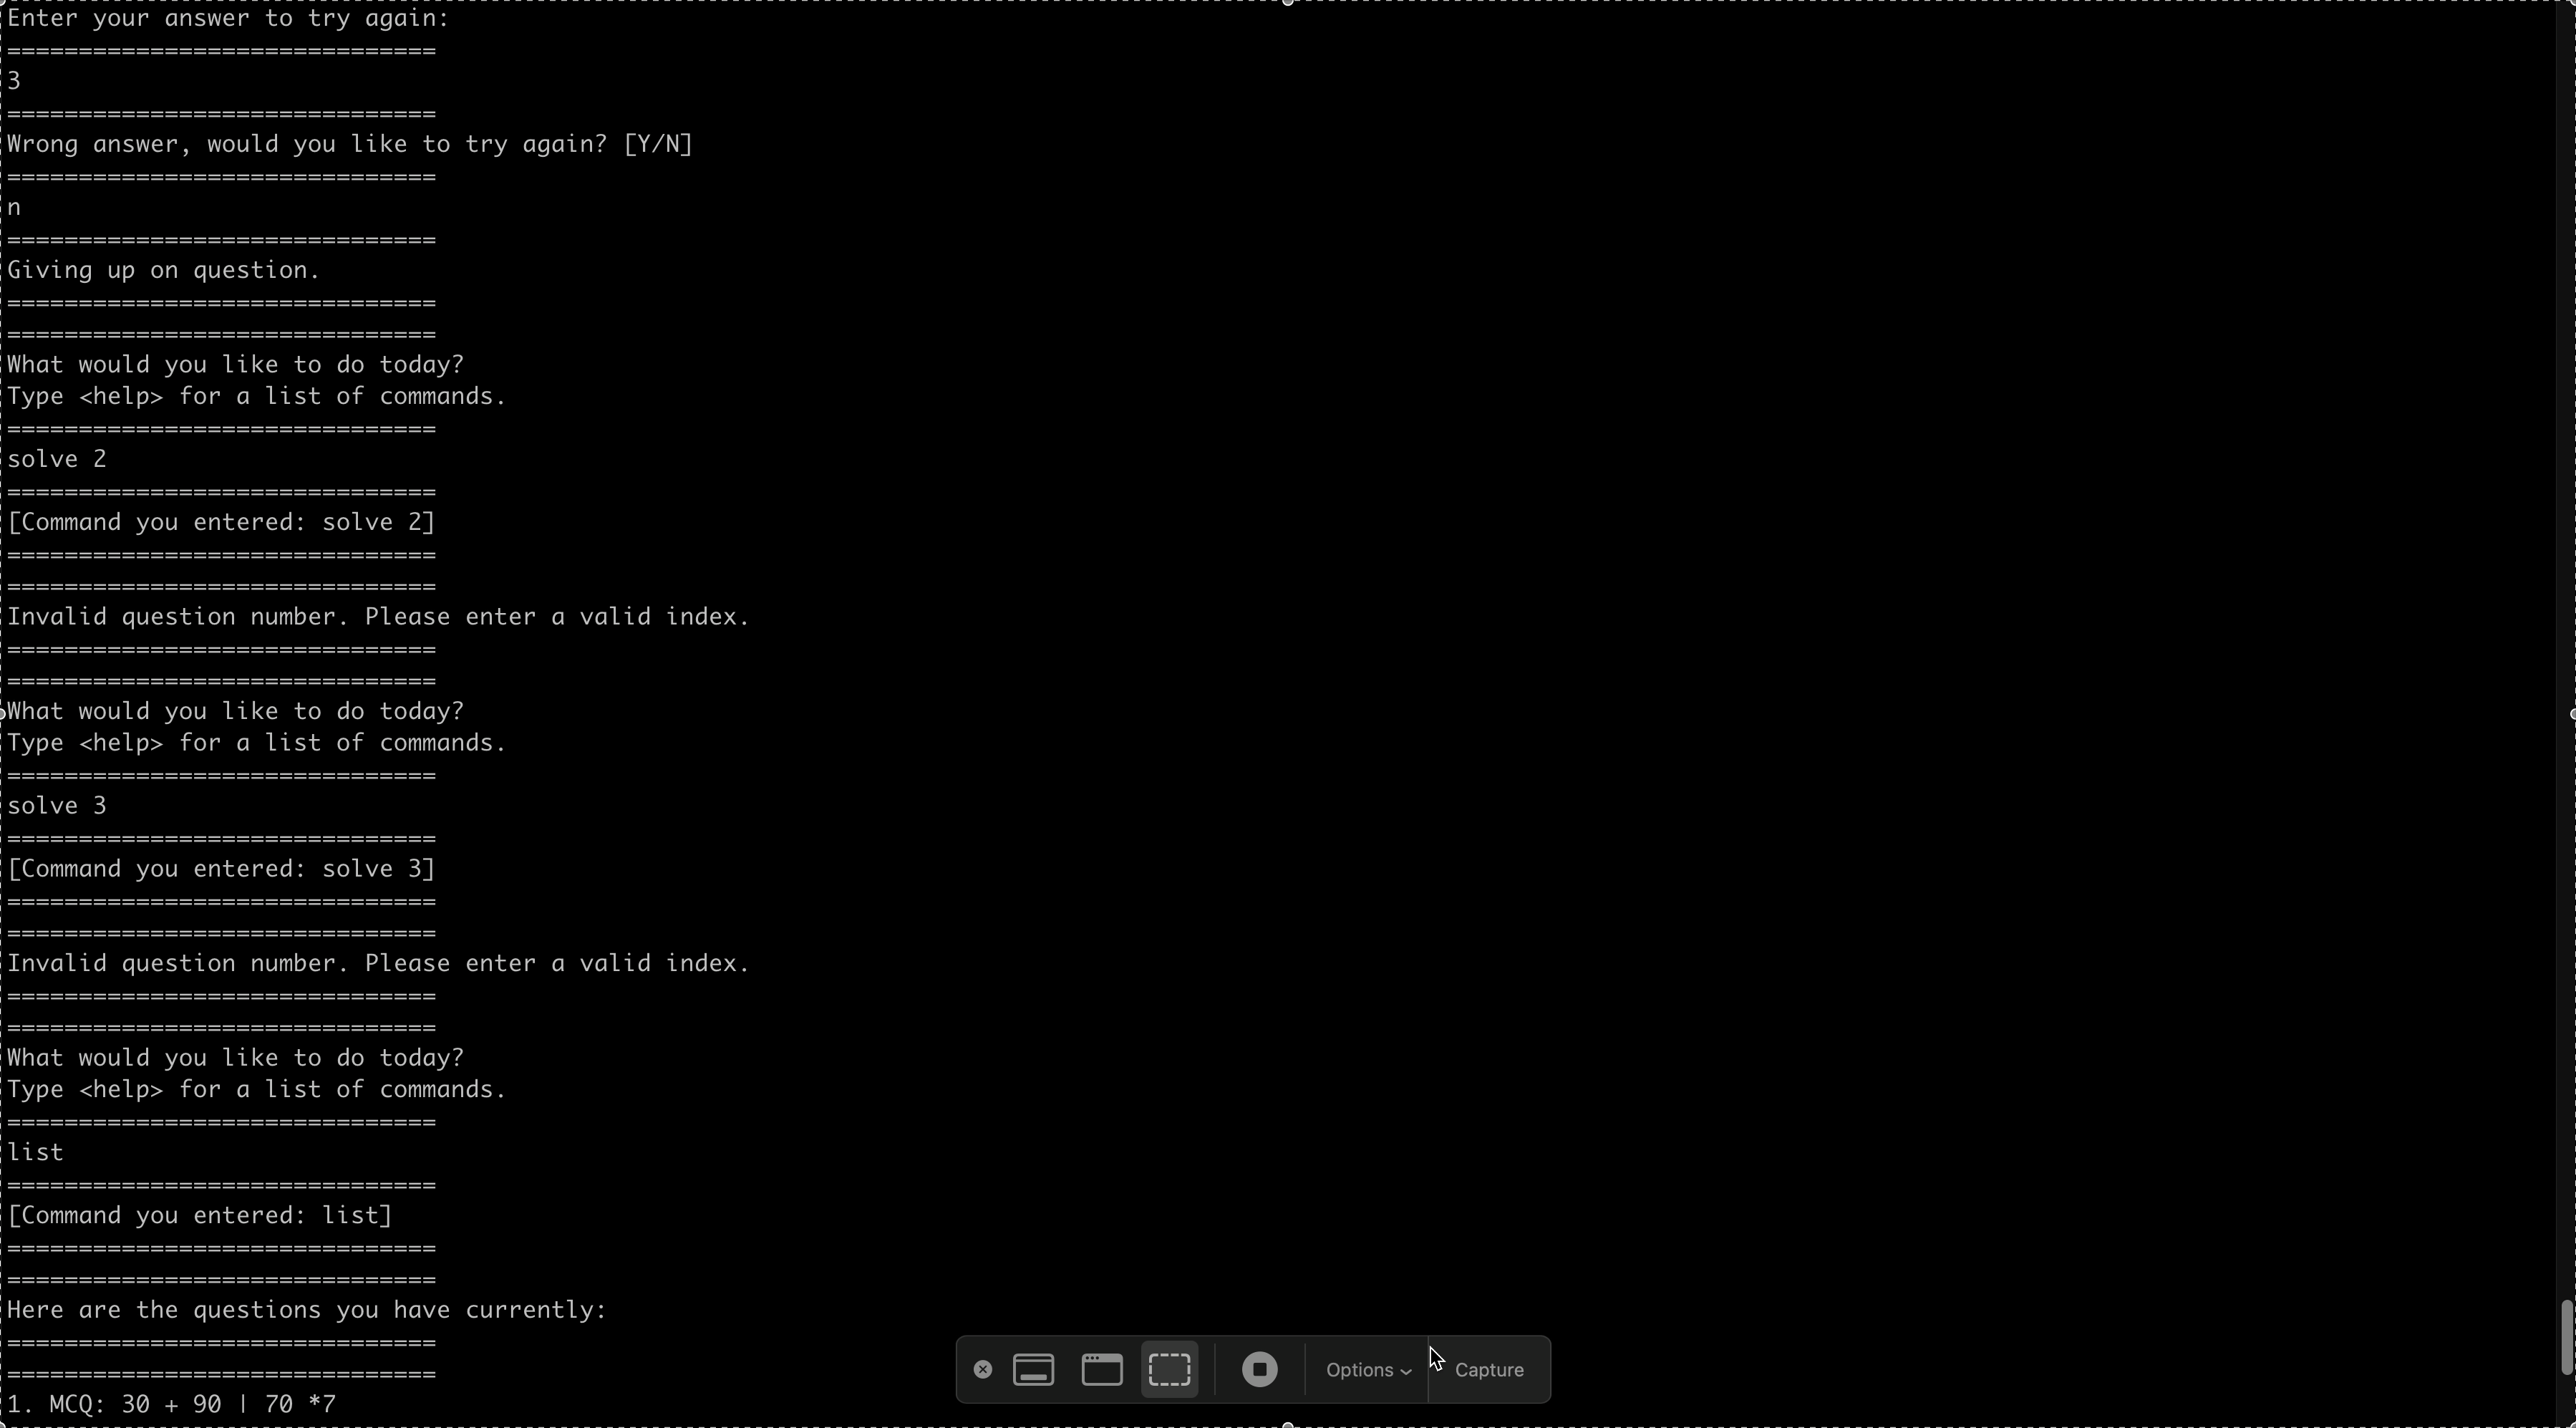 Enter your answer to try again:
==============================
3
==============================
Wrong answer, would you like to try again? [Y/N]
==============================
n
==============================
Giving up on question.
==============================
==============================
What would you like to do today?
Type <help> for a list of commands.
==============================
solve 2
==============================
[Command you entered: solve 2]
==============================
==============================
Invalid question number. Please enter a valid index.
==============================
==============================
What would you like to do today?
Type <help> for a list of commands.
==============================
solve 3
==============================
[Command you entered: solve 3]
==============================
==============================
Invalid question number. Please enter a valid index.
==============================
==============================
What would you like to do today?
Type <help> for a list of commands.
==============================
list
==============================
[Command you entered: list]
==============================
==============================
Here are the questions you have currently:
==============================
==============================
1. MCQ: 30 + 90 | 70 *7
Options
Capture